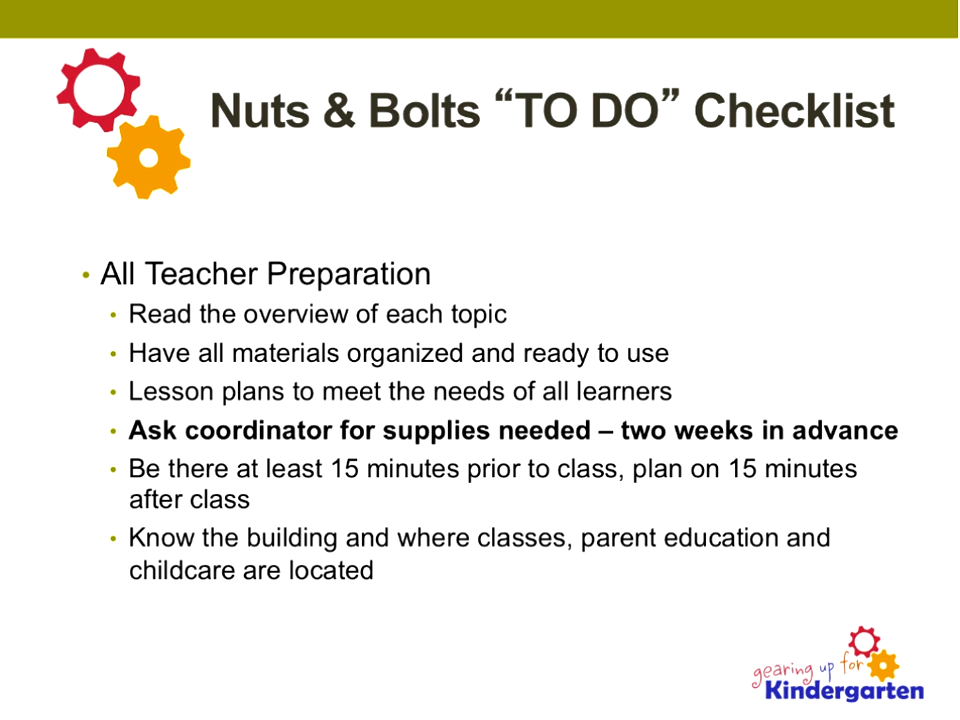 Nuts & Bolts “TO DO” Checklist
• All Teacher Preparation
• Read the overview of each topic
• Have all materials organized and ready to use
• Lesson plans to meet the needs of all learners
• Ask coordinator for supplies needed – two weeks in advance
• Be there at least 15 minutes prior to class, plan on 15 minutes
after class
• Know the building and where classes, parent education and
childcare are located
gearing up for
Kindergarten